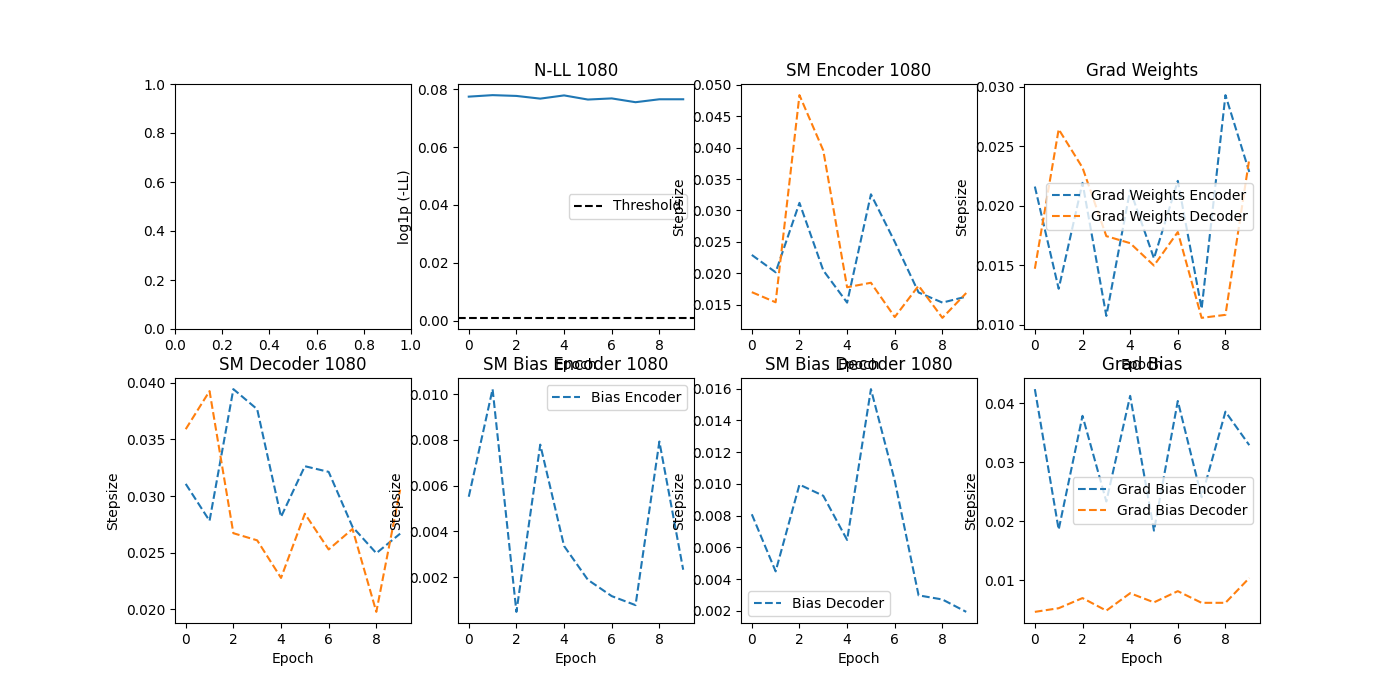 N-LL 1080
SM Encoder 1080
Grad Weights
1.0
0.8
0.6
0.4
0.2
0.0
0.0 0.2 0.4 0.6 0.8 1.0
log1p (-LL)
0.08
0.06
0.04
0.02
0.00
Threshold
0 2 4 6 8
Epoch
Stepsize
0.050
0.045
0.040
0.035
0.030
0.025
0.020
0.015
0 2 4 6 8
Epoch
Stepsize
0.030
0.025
0.020
0.015
0.010
Grad Weights Encoder
Grad Weights Decoder
0 2 4 6 8
Epoch
SM Decoder 1080
SM Bias Encoder 1080
SM Bias Decoder 1080
Grad Bias
Stepsize
0.040
0.035
0.030
0.025
0.020
0 2 4 6 8
Epoch
Stepsize
0.010
0.008
0.006
0.004
0.002
Bias Encoder
0 2 4 6 8
Epoch
Stepsize
0.016
0.014
0.012
0.010
0.008
0.006
0.004
0.002
Bias Decoder
0 2 4 6 8
Epoch
Stepsize
0.04
0.03
0.02
0.01
Grad Bias Encoder
Grad Bias Decoder
0 2 4 6 8
Epoch